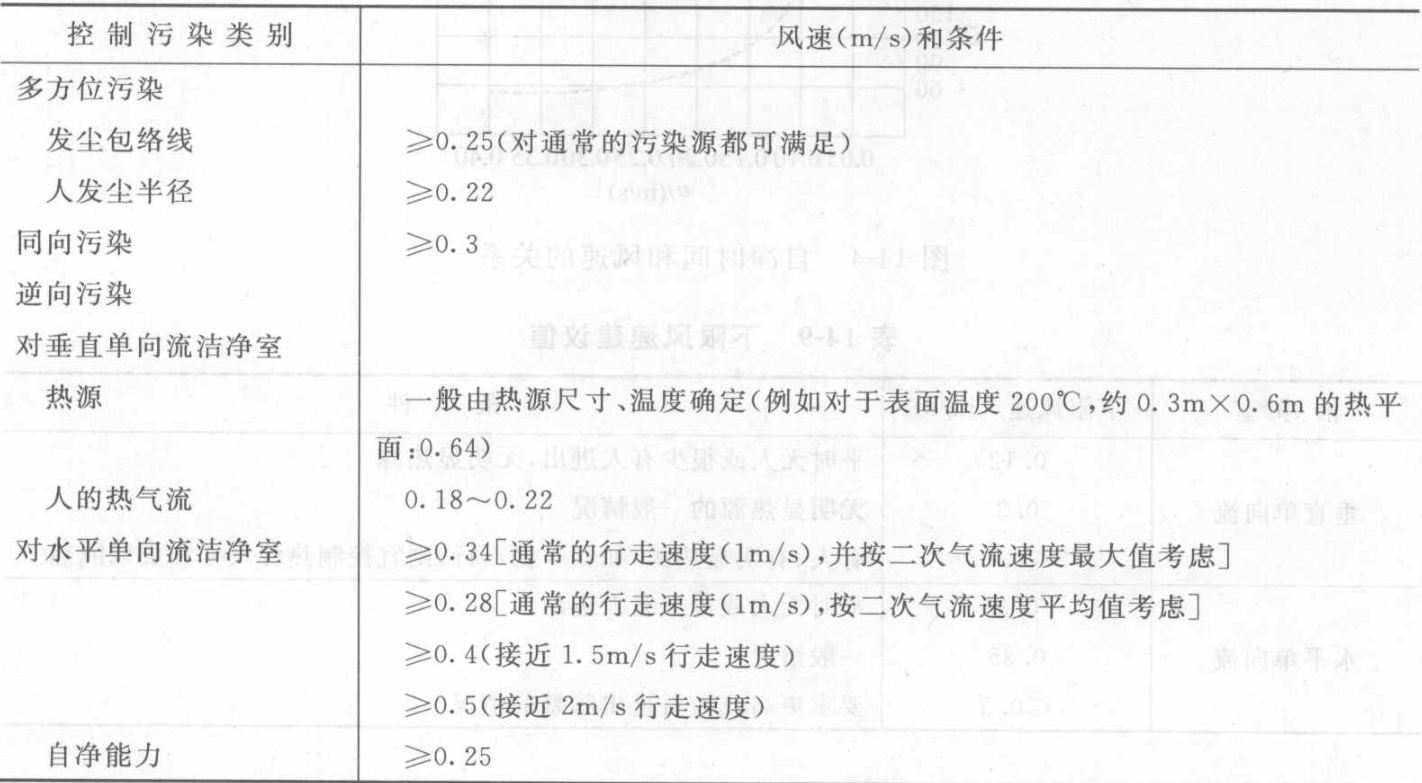 控制污染类别 风速(m/s)和条件
多方位污染
发尘包络线 ≥0.25(对通常的污染源都可满足)
人发尘半径 ≥0.22
同向污染 ≥0.3
逆向污染
对垂直单向流洁净室
热源 一般由热源尺寸、温度确定(例如对于表面温度 200℃,约 0.3m×0.6m 的热平
面:0.64)
人的热气流 0.18～0.22
对水平单向流洁净室 ≥0.34[通常的行走速度(1m/s),并按二次气流速度最大值考虑]
≥0.28[通常的行走速度(1m/s),按二次气流速度平均值考虑]
≥0.4(接近 1.5m/s 行走速度)
≥0.5(接近 2m/s 行走速度)
自净能力 ≥0.25